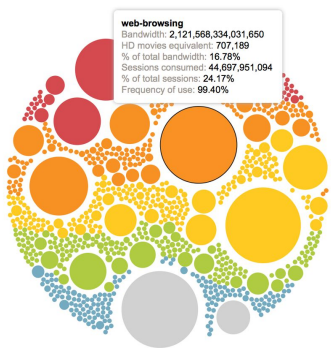 web-browsing
Bandwidth: 2,121,568,334,031,650
HD movies equivalent: 707,189
% of total bandwidth: 16.78%
Sessions consumed: 44,697,951,094
% of total sessions: 24.17%
Frequency of use: 99.40%